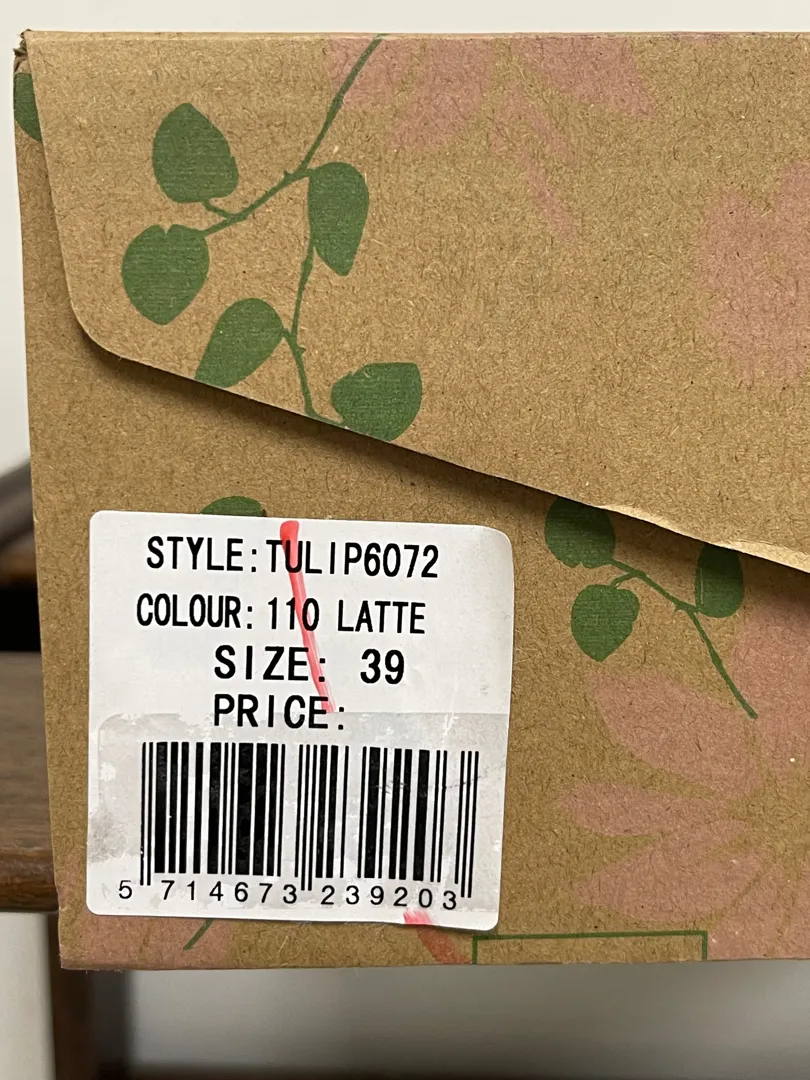 STYLE:TULIP6072
COLOUR: 110 LATTE
SIZE: 39
PRICE:
5 714673 239203